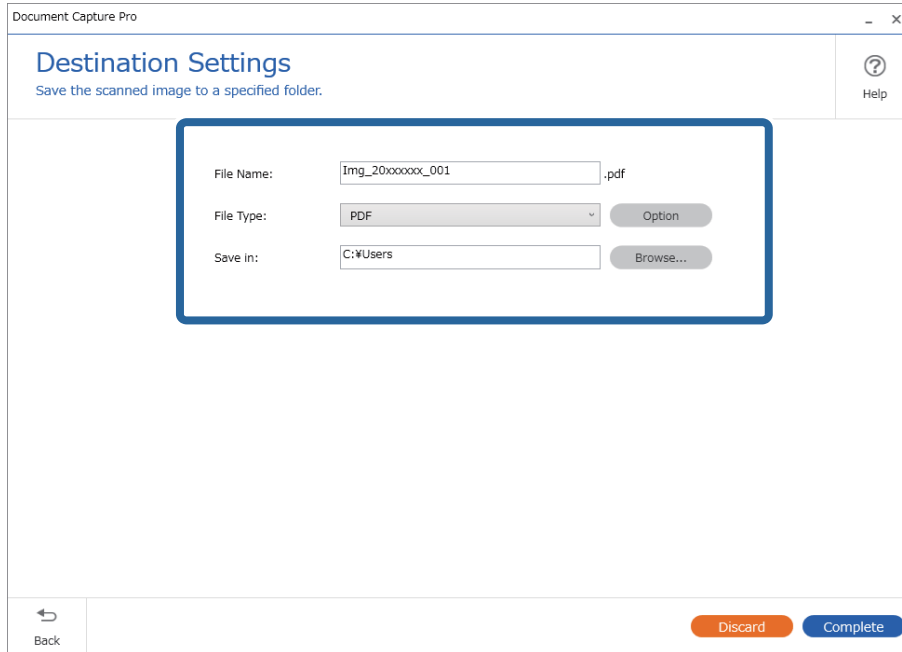 Document Capture Pro
Destination Settings
Save the scanned image to a specified folder.
Help
File Name: Img_20xxxxxx_001 .pdf
File Type: PDF Option
Save in: C:¥Users Browse...
Back
Discard Complete